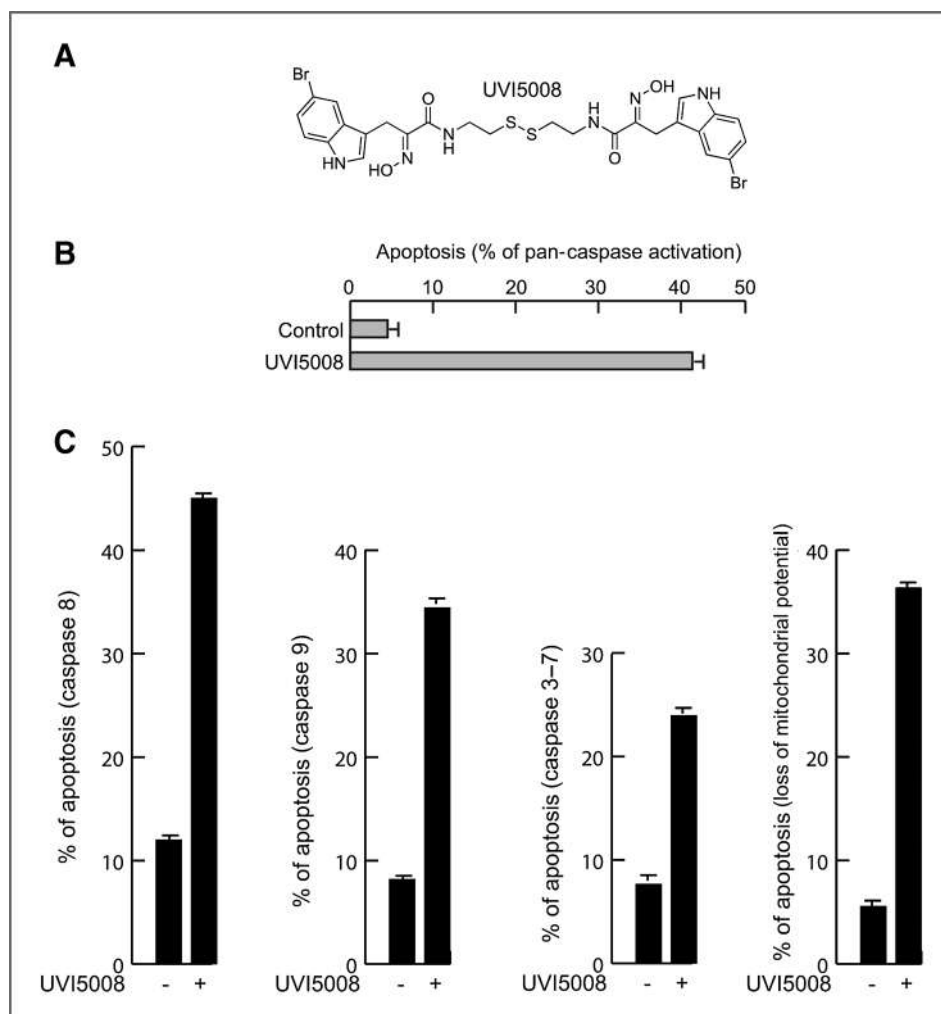 A
UVI5008
Br
HN
O
N
H
HO
N
S
S
H
N
O
N
OH
NH
Br
B
Apoptosis (% of pan-caspase activation)
0 10 20 30 40 50
Control
UVI5008
C
% of apoptosis (caspase 8)
50
40
30
20
10
0
UVI5008 - +
% of apoptosis (caspase 9)
40
30
20
10
0
UVI5008 - +
% of apoptosis (caspase 3–7)
30
20
10
0
UVI5008 - +
% of apoptosis (loss of mitochondrial potential)
40
30
20
10
0
UVI5008 - +